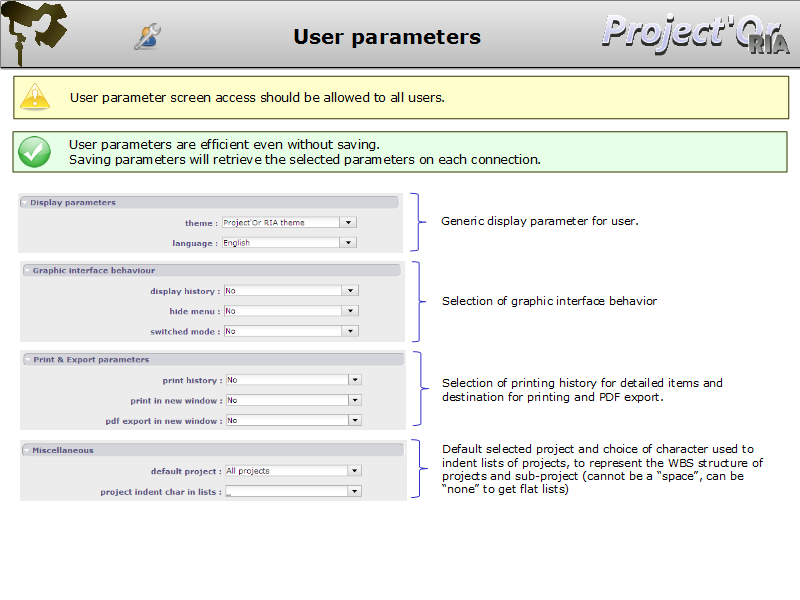 User parameters
Project'Or
RIA
User parameter screen access should be allowed to all users.
User parameters are efficient even without saving.
Saving parameters will retrieve the selected parameters on each connection.
Display parameters
theme : Project'Or RIA theme
language : English
Generic display parameter for user.
Graphic interface behaviour
display history : No
hide menu : No
switched mode : No
Selection of graphic interface behavior
Print & Export parameters
print history : No
print in new window : No
pdf export in new window : No
Selection of printing history for detailed items and
destination for printing and PDF export.
Miscellaneous
default project : All projects
project indent char in lists : _
Default selected project and choice of character used to
indent lists of projects, to represent the WBS structure of
projects and sub-project (cannot be a “space”, can be
“none” to get flat lists)